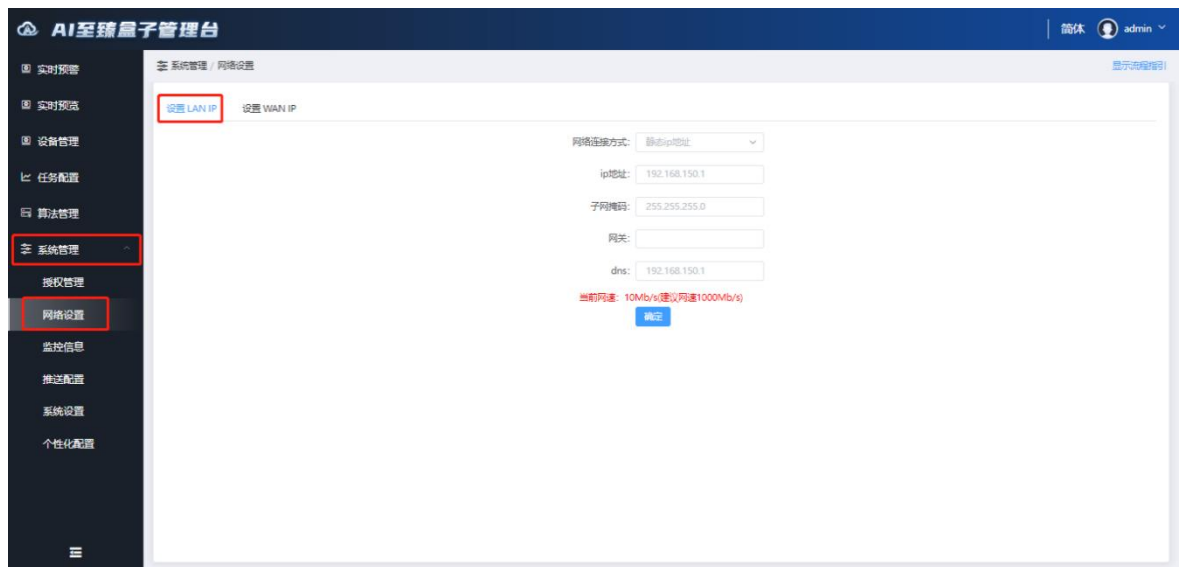 AI至臻盒子管理台
简体 admin
实时预警
实时预览
设备管理
任务配置
算法管理
系统管理
授权管理
网络设置
监控信息
推送配置
系统设置
个性化配置
系统管理 / 网络设置
显示流程指引
设置 LAN IP 设置 WAN IP
网络连接方式: 静态ip地址
ip地址: 192.168.150.1
子网掩码: 255.255.255.0
网关:
dns: 192.168.150.1
当前网速: 10Mb/s(建议网速1000Mb/s)
确定